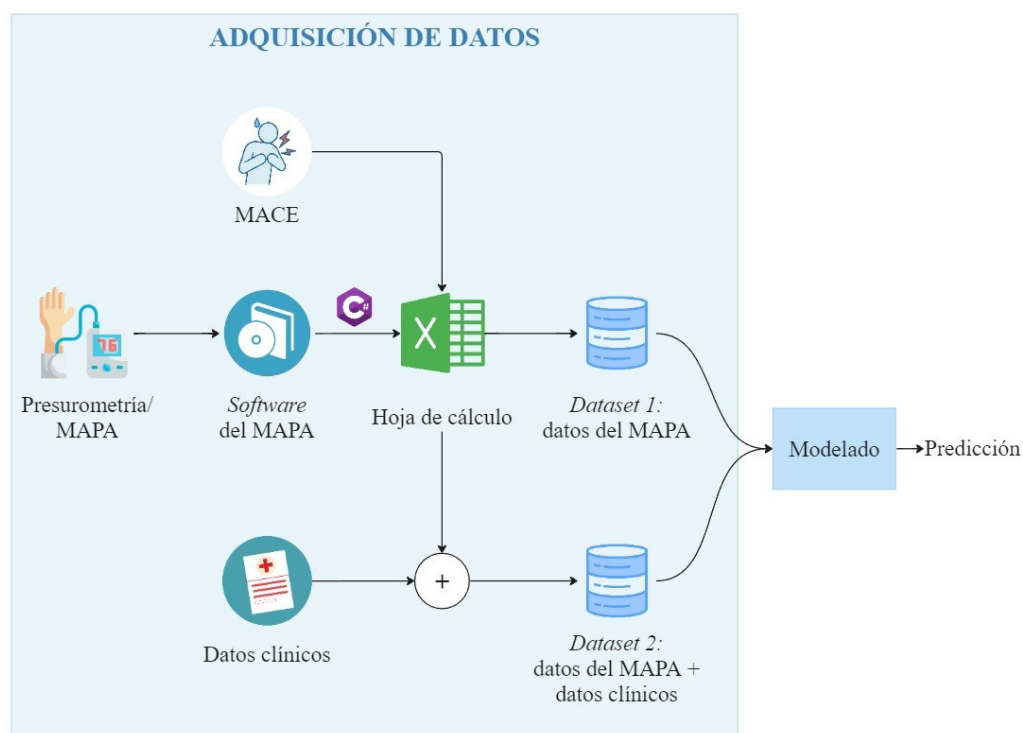 ADQUISICIÓN DE DATOS
MACE
C#
X
76
Presurometría/
MAPA
Software
del MAPA
Hoja de cálculo
Dataset 1:
datos del MAPA
Modelado
Predicción
+
Datos clínicos
Dataset 2:
datos del MAPA +
datos clínicos